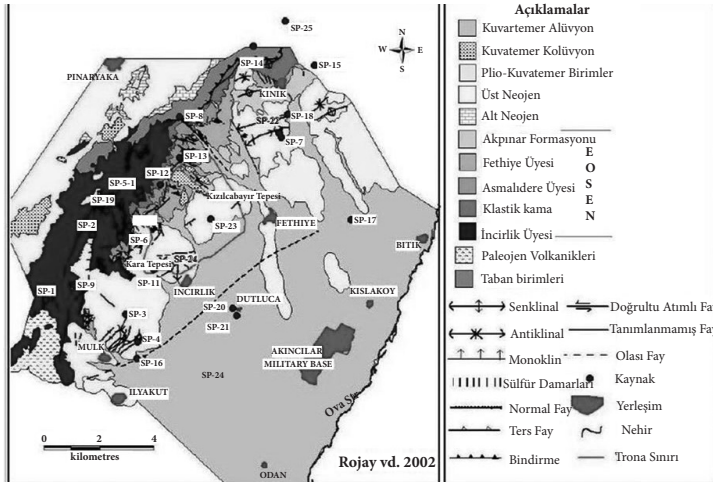 SP-25
N
W
E
S
SP-14
SP-15
PINARYAKA
KINIK
SP-8
SP-18
SP-22
SP-7
SP-13
SP-12
SP-5-1
Kızılcabayır Tepesi
SP-19
SP-2
SP-23
FETHIYE
SP-17
SP-6
BITIK
Kara Tepesi
SP-24
SP-1
SP-9
SP-11
INCIRLIK
KISLAKOY
SP-20
DUTLUCA
SP-3
SP-21
SP-4
MULK
AKINCILAR
SP-16
MILITARY BASE
SP-24
ILYAKUT
Ova
0
2
4
kilometres
ODAN
Rojay vd. 2002
Açıklamalar
Kuvartemer Alüvyon
Kuvatemer Kolüvyon
Plio-Kuvatemer Birimler
Üst Neojen
Alt Neojen
Akpınar Formasyonu
Fethiye Üyesi
Asmalıdere Üyesi
Klastik kama
İncirlik Üyesi
E
O
S
E
N
Paleojen Volkanikleri
Taban birimleri
Senklinal
Doğrultu Atımlı Fay
Antiklinal
Tanımlanmamış Fay
Monoklin
Olası Fay
Sülfür Damarları
Kaynak
Normal Fay
Yerleşim
Ters Fay
Nehir
Bindirme
Trona Sınırı